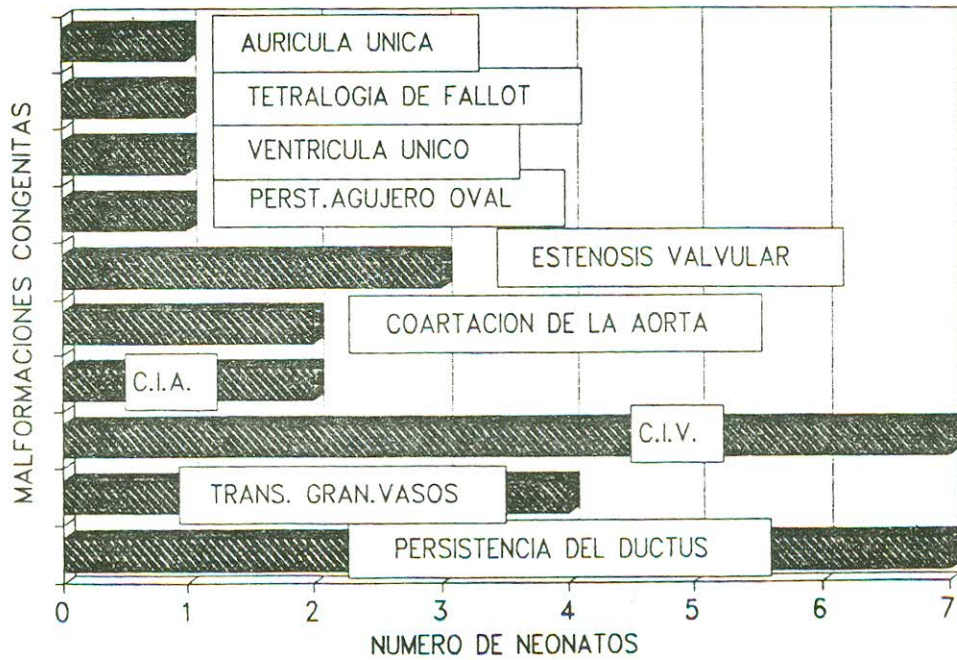 MALFORMACIONES CONGENITAS
AURICULA UNICA
TETRALOGIA DE FALLOT
VENTRICULA UNICO
PERST.AGUJERO OVAL
ESTENOSIS VALVULAR
COARTACION DE LA AORTA
C.I.A.
C.I.V.
TRANS. GRAN.VASOS
PERSISTENCIA DEL DUCTUS
0 1 2 3 4 5 6 7
NUMERO DE NEONATOS